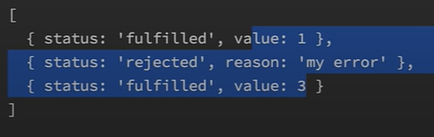 [
{ status: 'fulfilled', value: 1 },
{ status: 'rejected', reason: 'my error' },
{ status: 'fulfilled', value: 3 }
]